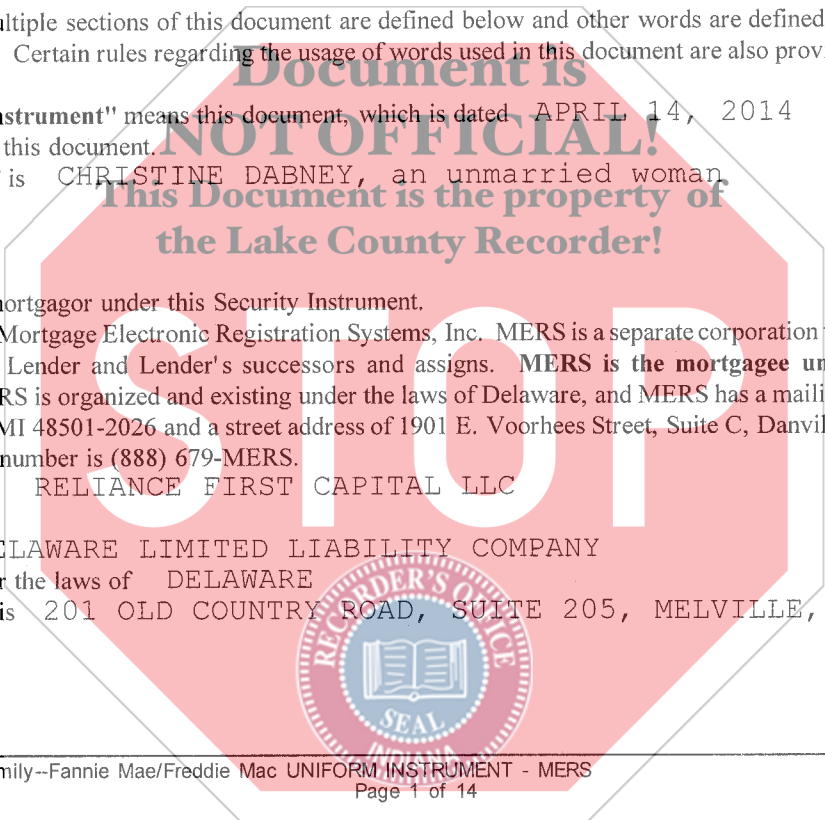 ltiple sections of this document are defined below and other words are defined
Certain rules regarding the usage of words used in this document are also prov
Document is
nstrument" means this document, which is dated APRIL 14, 2014
this document.
NOT OFFICIAL!
is CHRISTINE DABNEY, an unmarried woman
This Document is the property of
the Lake County Recorder!
ortgagor under this Security Instrument.
STOP
Mortgage Electronic Registration Systems, Inc. MERS is a separate corporation
Lender and Lender's successors and assigns. MERS is the mortgagee un
RS is organized and existing under the laws of Delaware, and MERS has a maili
MI 48501-2026 and a street address of 1901 E. Voorhees Street, Suite C, Danvil
number is (888) 679-MERS.
RELIANCE FIRST CAPITAL LLC
ELAWARE LIMITED LIABILITY COMPANY
r the laws of DELAWARE
is 201 OLD COUNTRY ROAD, SUITE 205, MELVILLE,
RECORDER'S OFFICE
SEAL
INDIANA
mily--Fannie Mae/Freddie Mac UNIFORM INSTRUMENT - MERS
Page 1 of 14